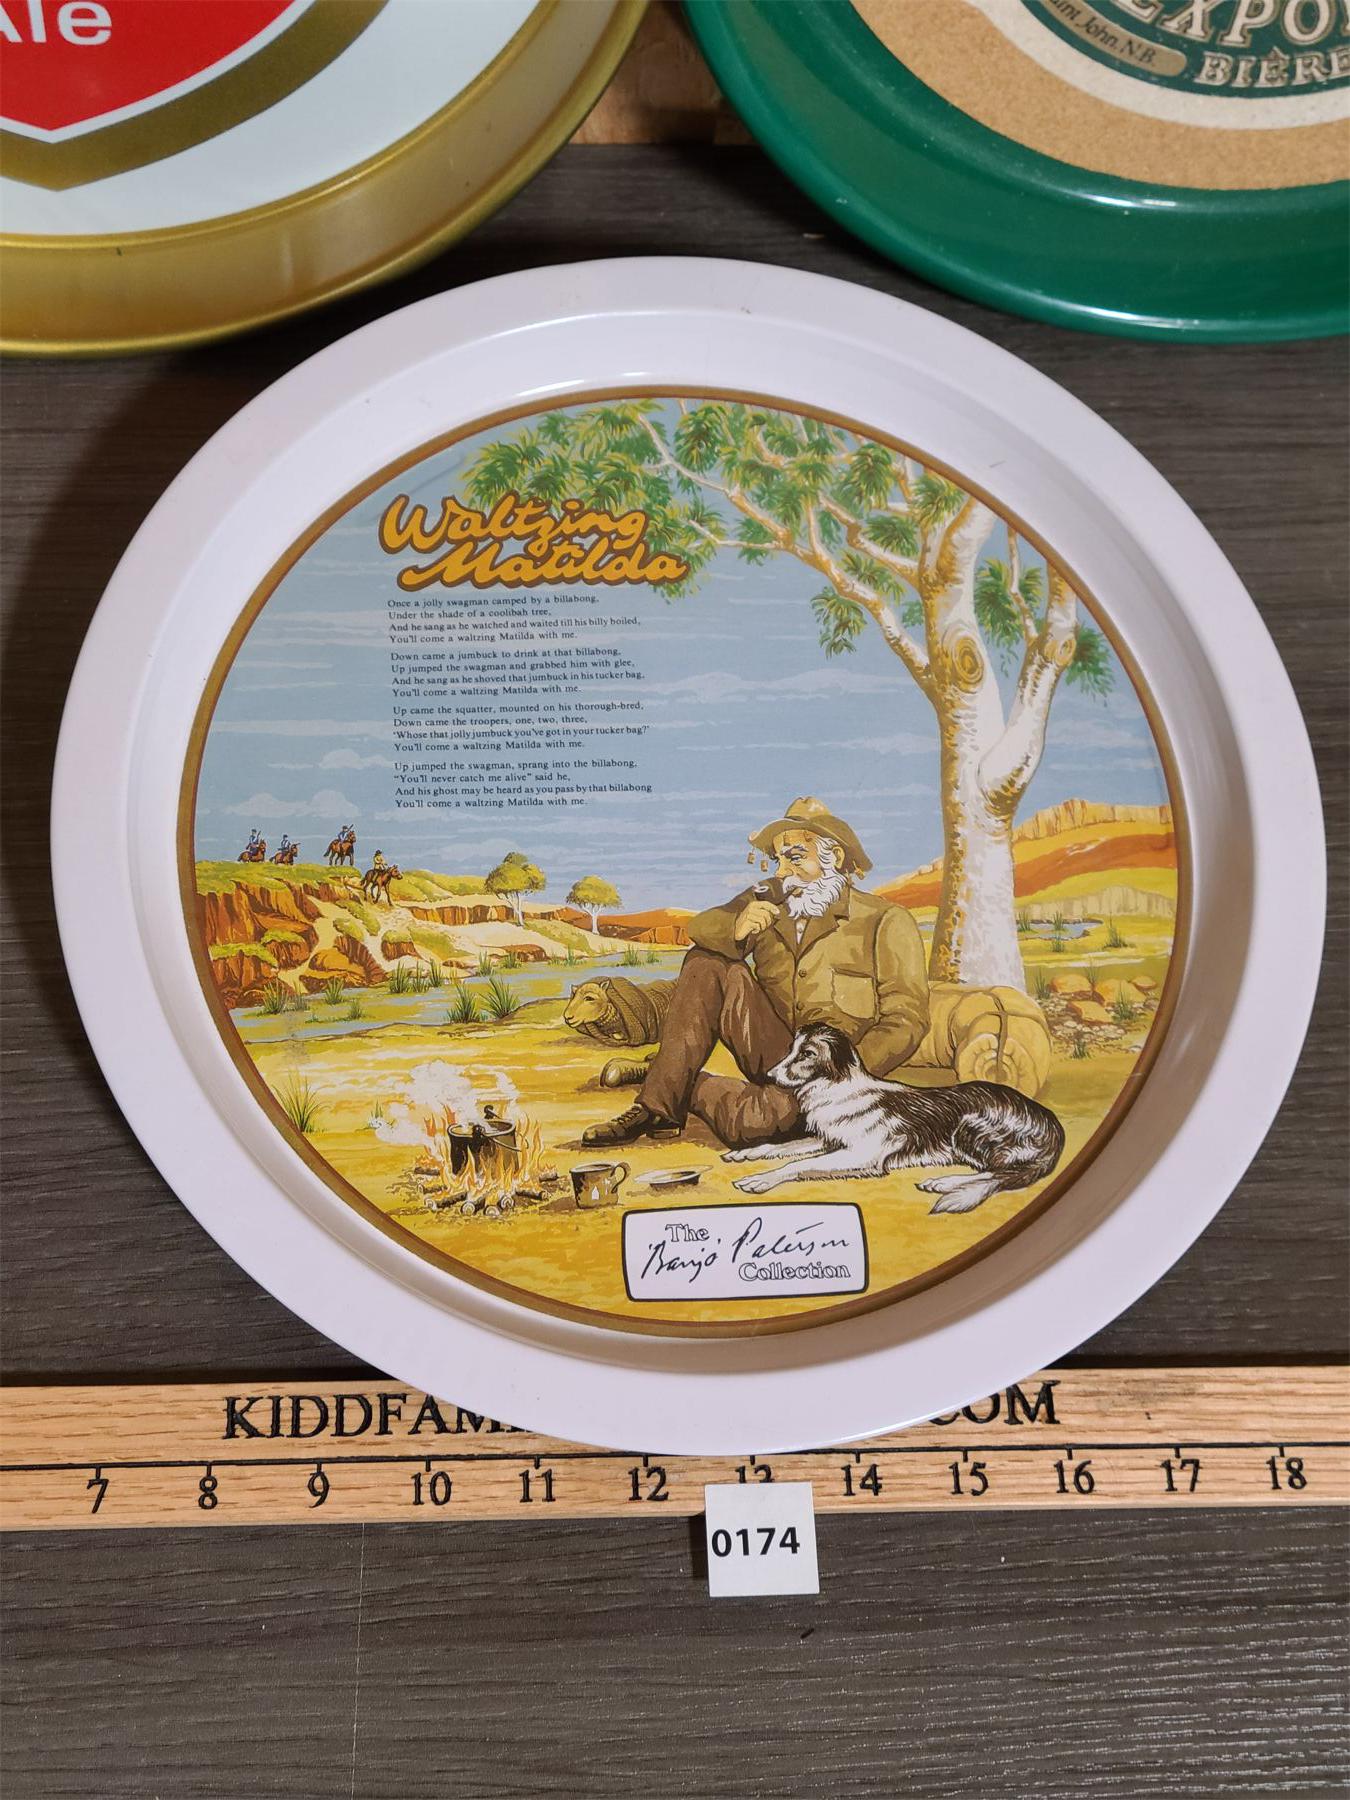 Ale
Saint John, N.B.
BIÈRE
Waltzing
Matilda
Once a jolly swagman camped by a billabong,
Under the shade of a coolibah tree,
And he sang as he watched and waited till his billy boiled,
You'll come a waltzing Matilda with me.
Down came a jumbuck to drink at that billabong,
Up jumped the swagman and grabbed him with glee,
And he sang as he shoved that jumbuck in his tucker bag,
You'll come a waltzing Matilda with me.
Up came the squatter, mounted on his thorough-bred,
Down came the troopers, one, two, three,
'Whose that jolly jumbuck you've got in your tucker bag?'
You'll come a waltzing Matilda with me.
Up jumped the swagman, sprang into the billabong,
"You'll never catch me alive" said he,
And his ghost may be heard as you pass by that billabong
You'll come a waltzing Matilda with me.
The
'Banjo' Paterson
Collection
KIDDFAM COM
7 8 9 10 11 12 13 14 15 16 17 18
0174